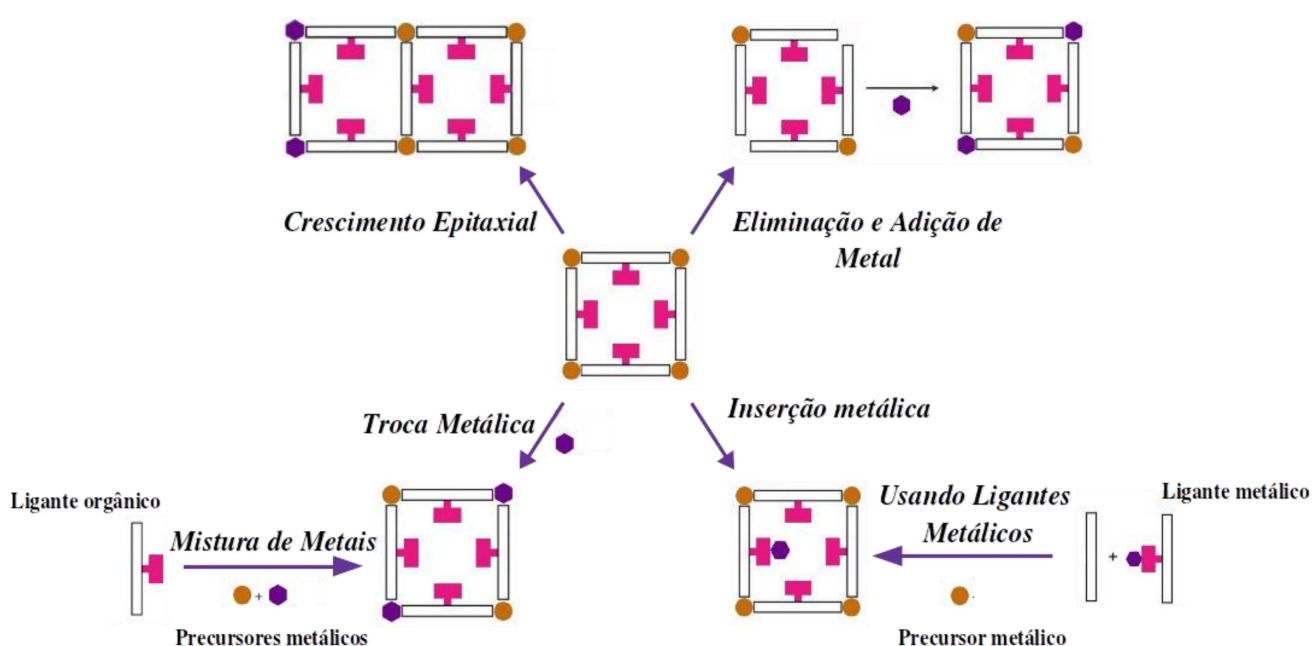 Crescimento Epitaxial
Eliminação e Adição de
Metal
Troca Metálica
Inserção metálica
Ligante orgânico
Mistura de Metais
+
Precursores metálicos
Usando Ligantes
Metálicos
Ligante metálico
+
Precursor metálico